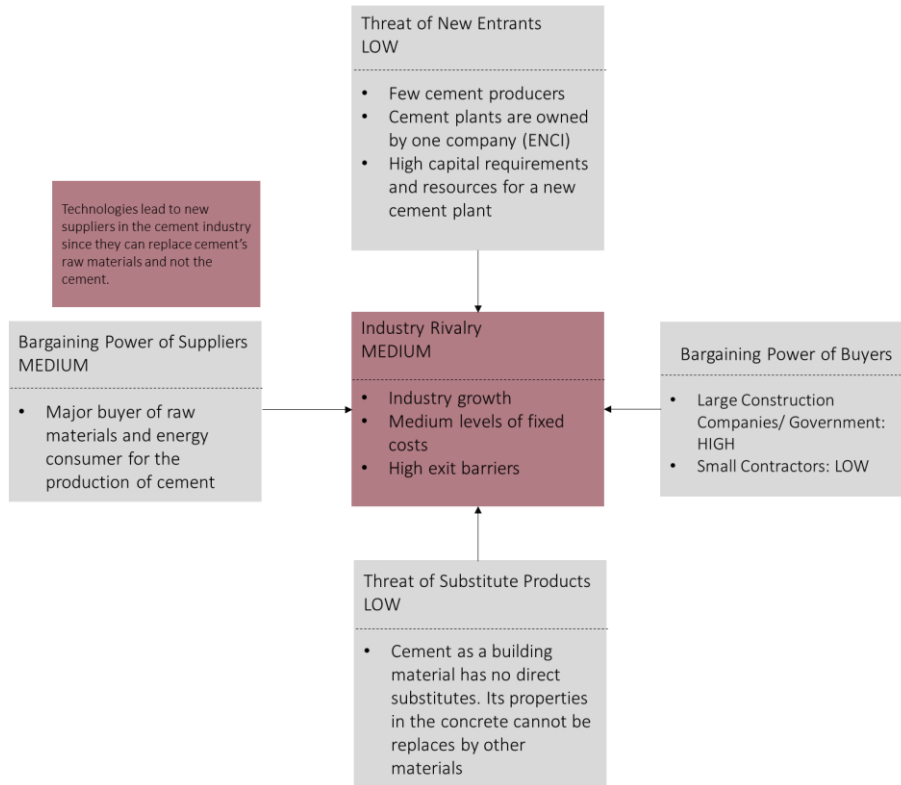 Threat of New Entrants
LOW
• Few cement producers
• Cement plants are owned
by one company (ENCI)
• High capital requirements
and resources for a new
cement plant
Technologies lead to new
suppliers in the cement industry
since they can replace cement's
raw materials and not the
cement.
Bargaining Power of Suppliers
MEDIUM
• Major buyer of raw
materials and energy
consumer for the
production of cement
Industry Rivalry
MEDIUM
• Industry growth
• Medium levels of fixed
costs
• High exit barriers
Bargaining Power of Buyers
• Large Construction
Companies/ Government:
HIGH
• Small Contractors: LOW
Threat of Substitute Products
LOW
• Cement as a building
material has no direct
substitutes. Its properties
in the concrete cannot be
replaces by other
materials